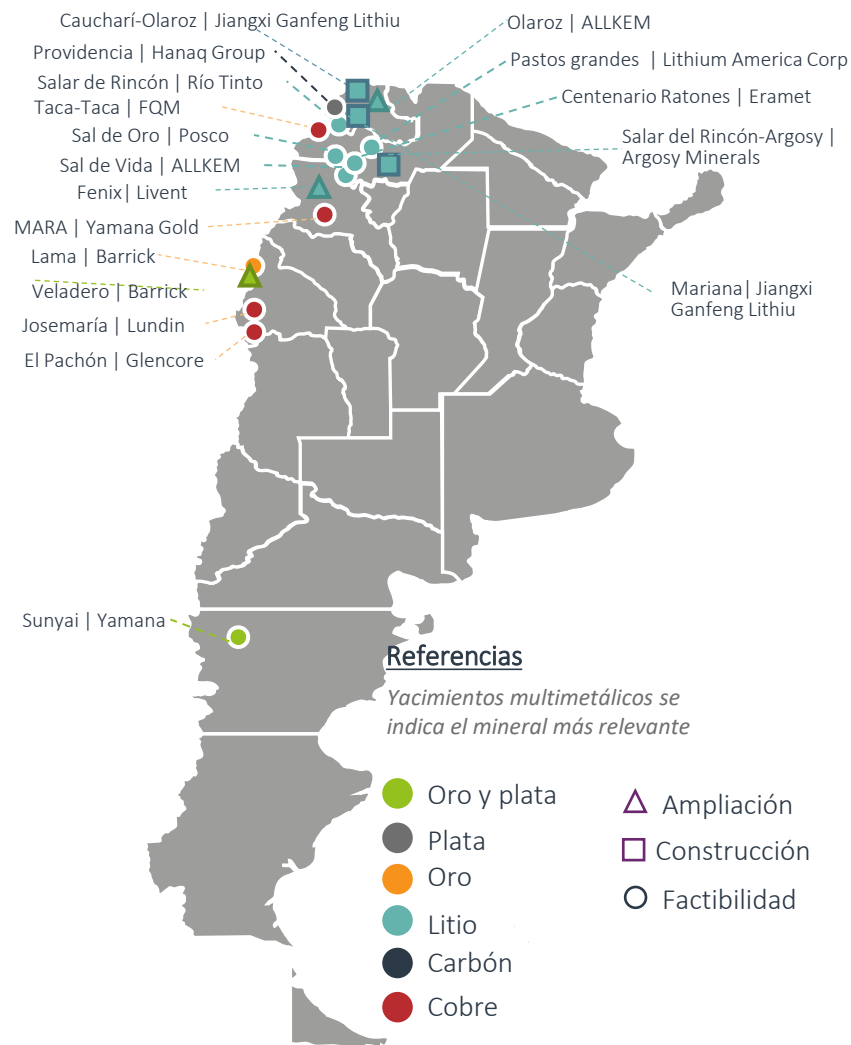 Caucharí-Olaroz | Jiangxi Ganfeng Lithiu
Providencia | Hanaq Group
Salar de Rincón | Río Tinto
Taca-Taca | FQM
Sal de Oro | Posco
Sal de Vida | ALLKEM
Fenix| Livent
MARA | Yamana Gold
Lama | Barrick
Veladero | Barrick
Josemaría | Lundin
El Pachón | Glencore
Olaroz | ALLKEM
Pastos grandes | Lithium America Corp
Centenario Ratones | Eramet
Salar del Rincón-Argosy |
Argosy Minerals
Mariana| Jiangxi
Ganfeng Lithiu
Sunyai | Yamana
Referencias
Yacimientos multimetálicos se
indica el mineral más relevante
Oro y plata
Plata
Oro
Litio
Carbón
Cobre
Ampliación
Construcción
Factibilidad